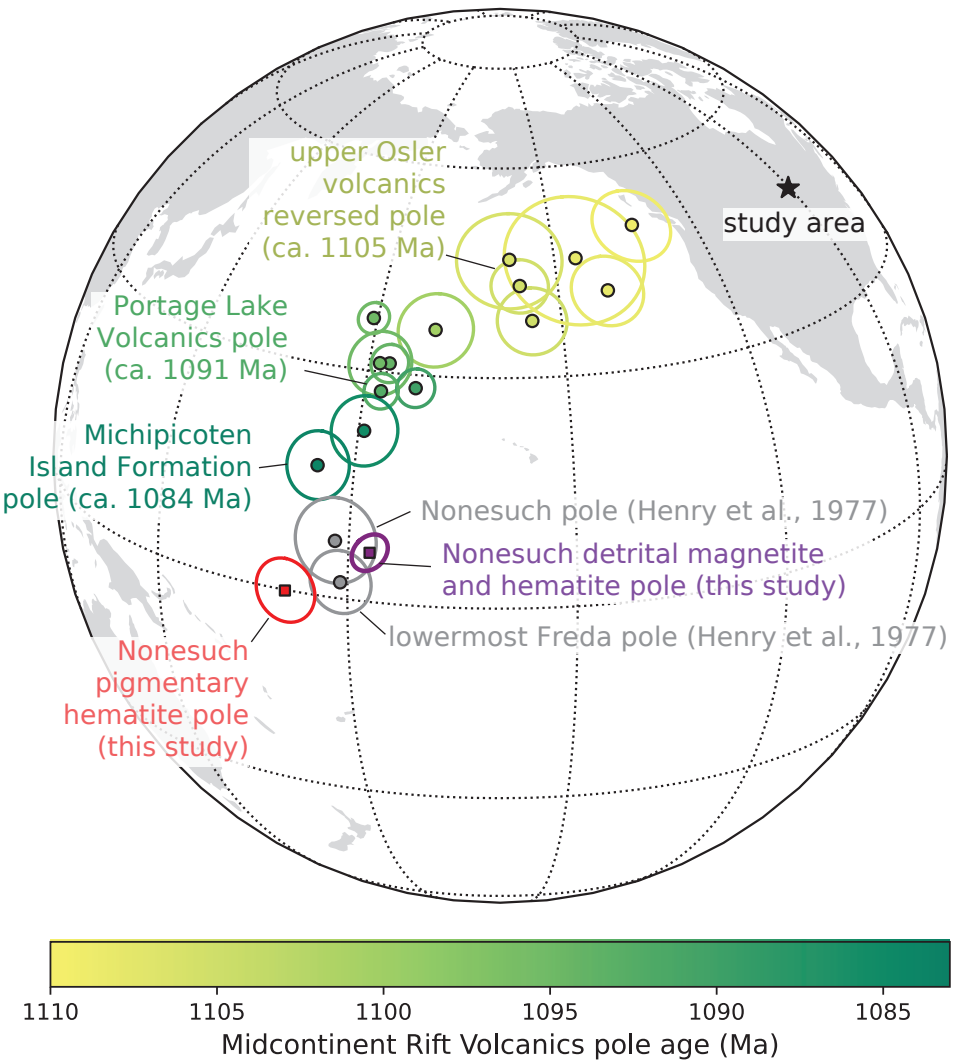 upper Osler
volcanics
reversed pole
(ca. 1105 Ma)
study area
Portage Lake
Volcanics pole
(ca. 1091 Ma)
Michipicoten
Island Formation
pole (ca. 1084 Ma)
Nonesuch pole (Henry et al., 1977)
Nonesuch detrital magnetite
and hematite pole (this study)
lowermost Freda pole (Henry et al., 1977)
Nonesuch
pigmentary
hematite pole
(this study)
1110 1105 1100 1095 1090 1085
Midcontinent Rift Volcanics pole age (Ma)